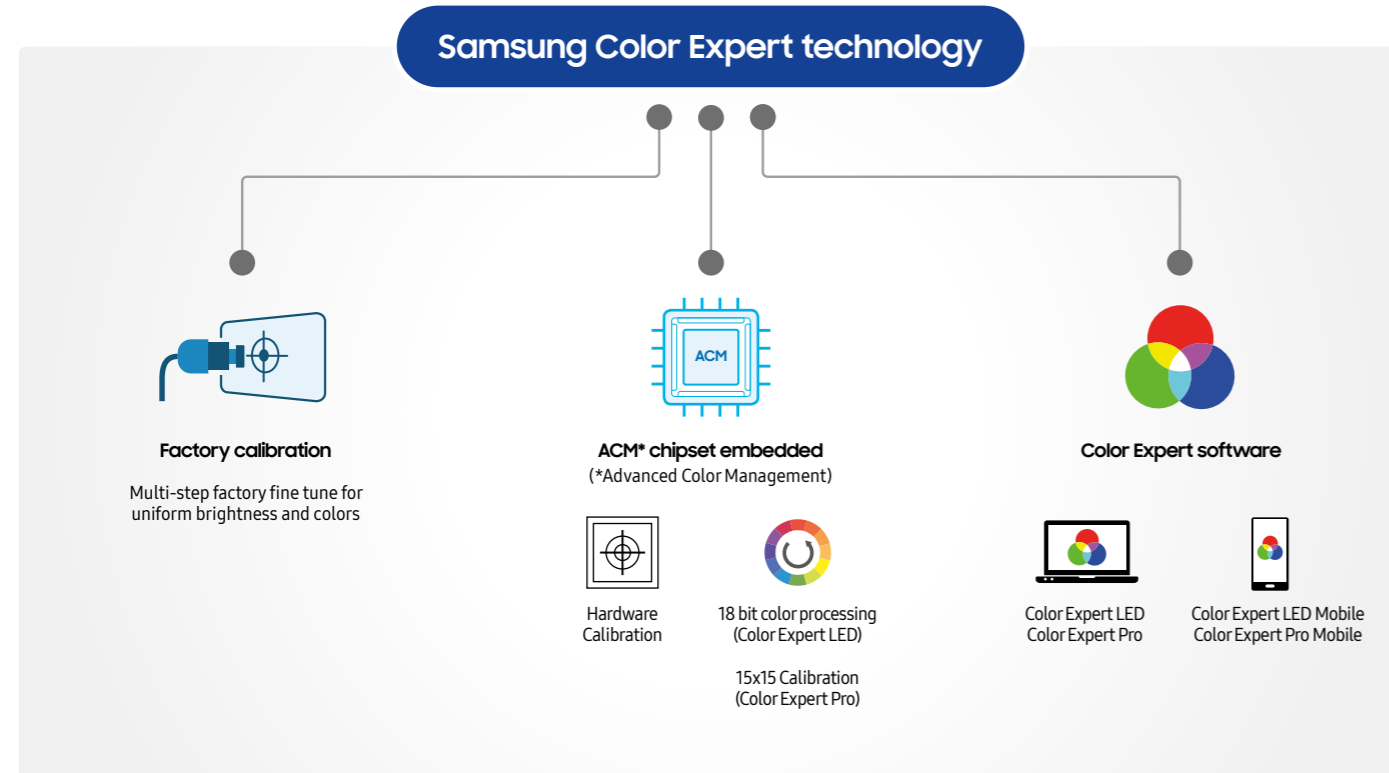 Samsung Color Expert technology
Factory calibration
Multi-step factory fine tune for
uniform brightness and colors
ACM
ACM* chipset embedded
(*Advanced Color Management)
Hardware
Calibration
18 bit color processing
(Color Expert LED)
15x15 Calibration
(Color Expert Pro)
Color Expert software
Color Expert LED
Color Expert Pro
Color Expert LED Mobile
Color Expert Pro Mobile